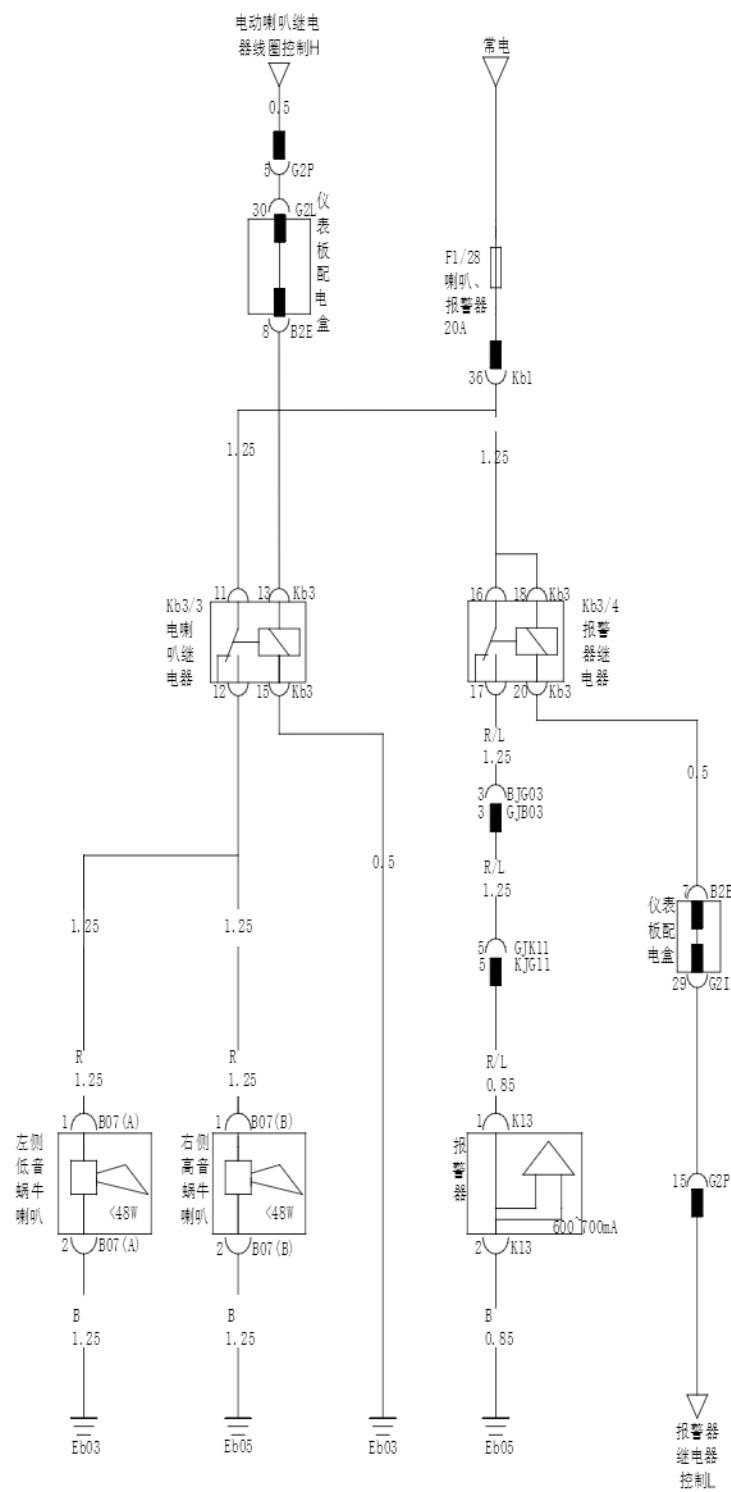 电动喇叭继电
器线圈控制H
常电
0.5
5 G2P
30 G2L
仪
表
板
配
电
盒
8 B2E
F1/28
喇叭、
报警器
20A
36 Kb1
1.25
1.25
11 13 Kb3
Kb3/3
电喇
叭继
电器
12 15 Kb3
16 18 Kb3
Kb3/4
报警
器继
电器
17 20 Kb3
R/L
1.25
0.5
3 BJG03
3 GJB03
0.5
R/L
1.25
7 B2E
仪表
板配
电盒
29 G2I
1.25
1.25
5 GJK11
5 KJG11
R
1.25
R
1.25
R/L
0.85
1 B07(A)
左侧
低音
蜗牛
喇叭
<48W
2 B07(A)
1 B07(B)
右侧
高音
蜗牛
喇叭
<48W
2 B07(B)
1 K13
报
警
器
600~700mA
2 K13
15 G2P
B
1.25
B
1.25
B
0.85
Eb03
Eb05
Eb03
Eb05
报警器
继电器
控制L